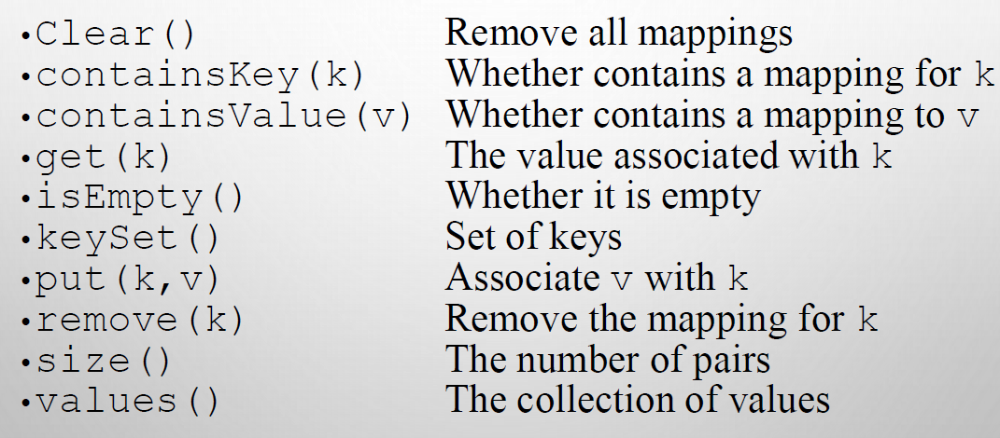 •Clear() Remove all mappings
•containsKey(k) Whether contains a mapping for k
•containsValue(v) Whether contains a mapping to v
•get(k) The value associated with k
•isEmpty() Whether it is empty
•keySet() Set of keys
•put(k,v) Associate v with k
•remove(k) Remove the mapping for k
•size() The number of pairs
•values() The collection of values